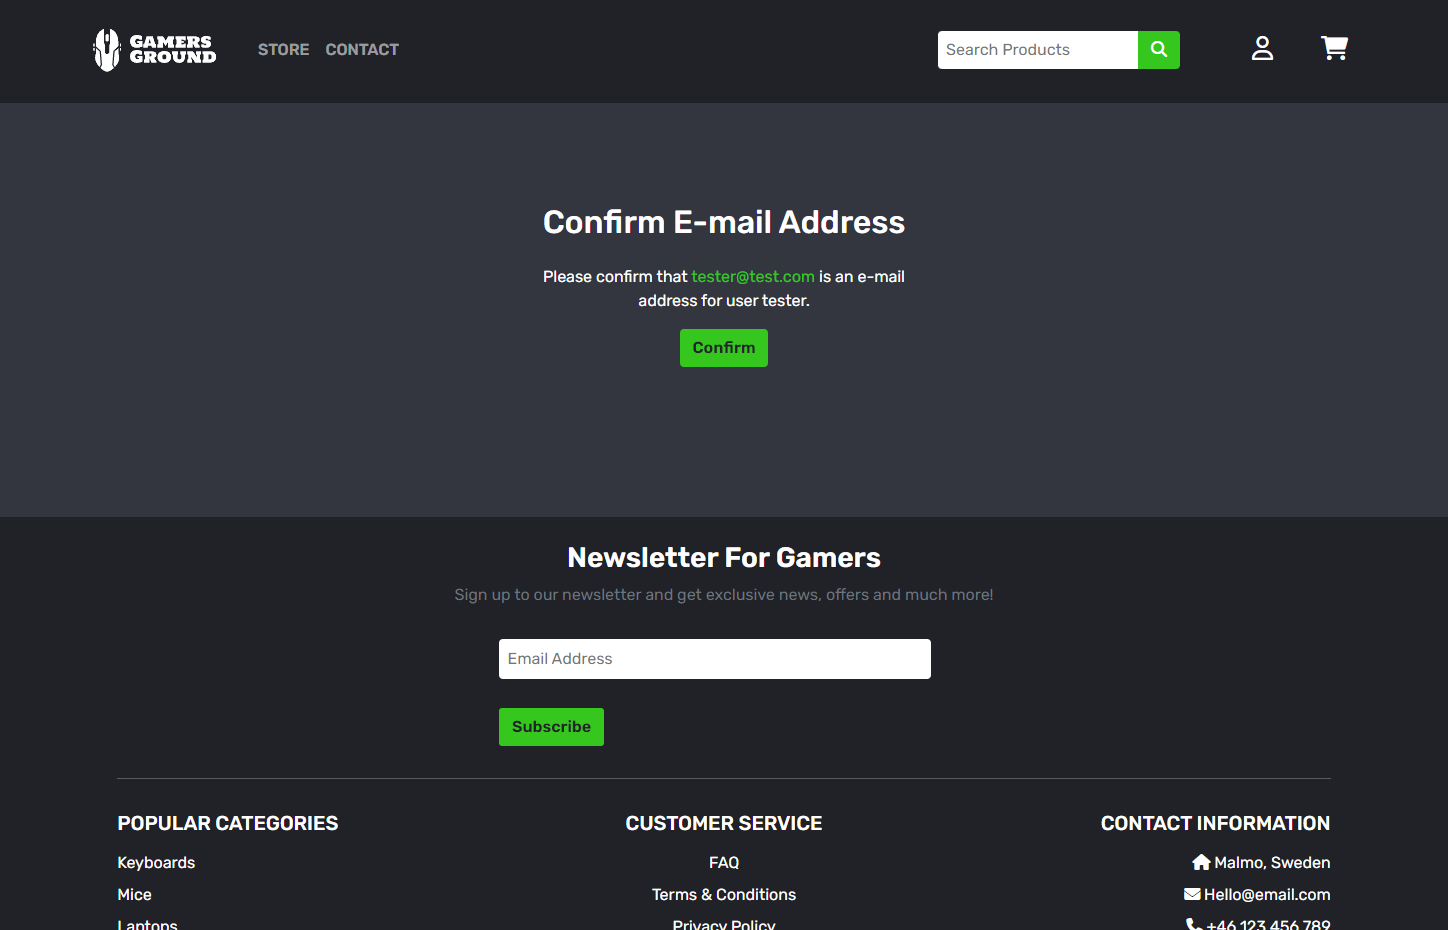 GAMERS
GROUND
STORE CONTACT
Search Products
Confirm E-mail Address
Please confirm that tester@test.com is an e-mail
address for user tester.
Confirm
Newsletter For Gamers
Sign up to our newsletter and get exclusive news, offers and much more!
Email Address
Subscribe
POPULAR CATEGORIES
Keyboards
Mice
Laptops
CUSTOMER SERVICE
FAQ
Terms & Conditions
Privacy Policy
CONTACT INFORMATION
Malmo, Sweden
Hello@email.com
+46 123 456 789